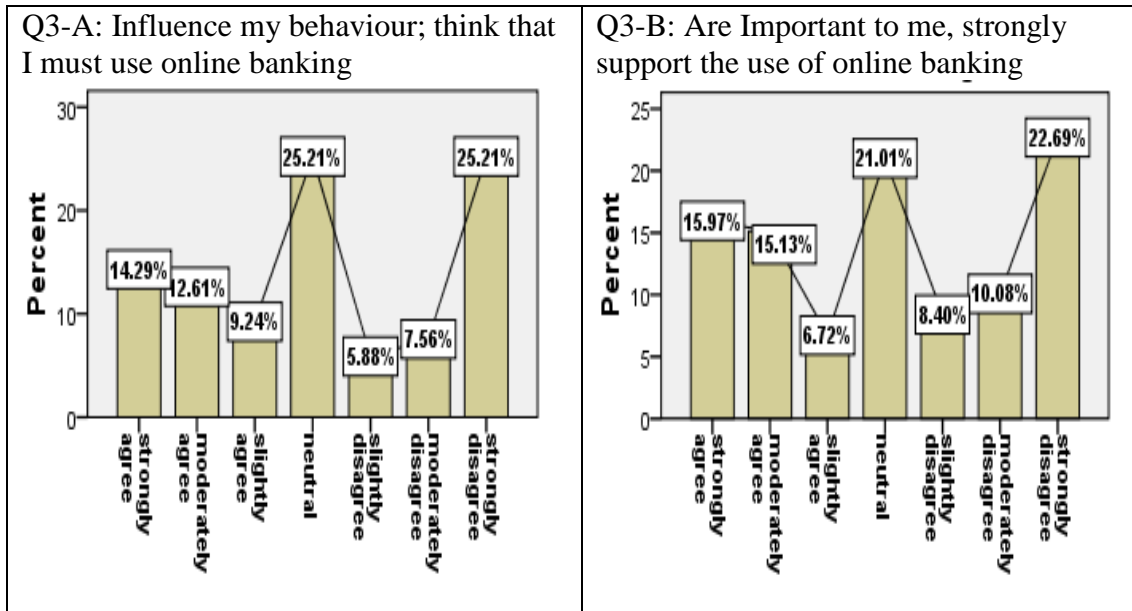 Q3-A: Influence my behaviour; think that
I must use online banking
30
20
10
0
Percent
14.29%
12.61%
9.24%
25.21%
5.88%
7.56%
25.21%
strongly
agree
moderately
agree
slightly
agree
neutral
slightly
disagree
moderately
disagree
strongly
disagree
Q3-B: Are Important to me, strongly
support the use of online banking
25
20
15
10
5
0
Percent
15.97%
15.13%
6.72%
21.01%
8.40%
10.08%
22.69%
strongly
agree
moderately
agree
slightly
agree
neutral
slightly
disagree
moderately
disagree
strongly
disagree